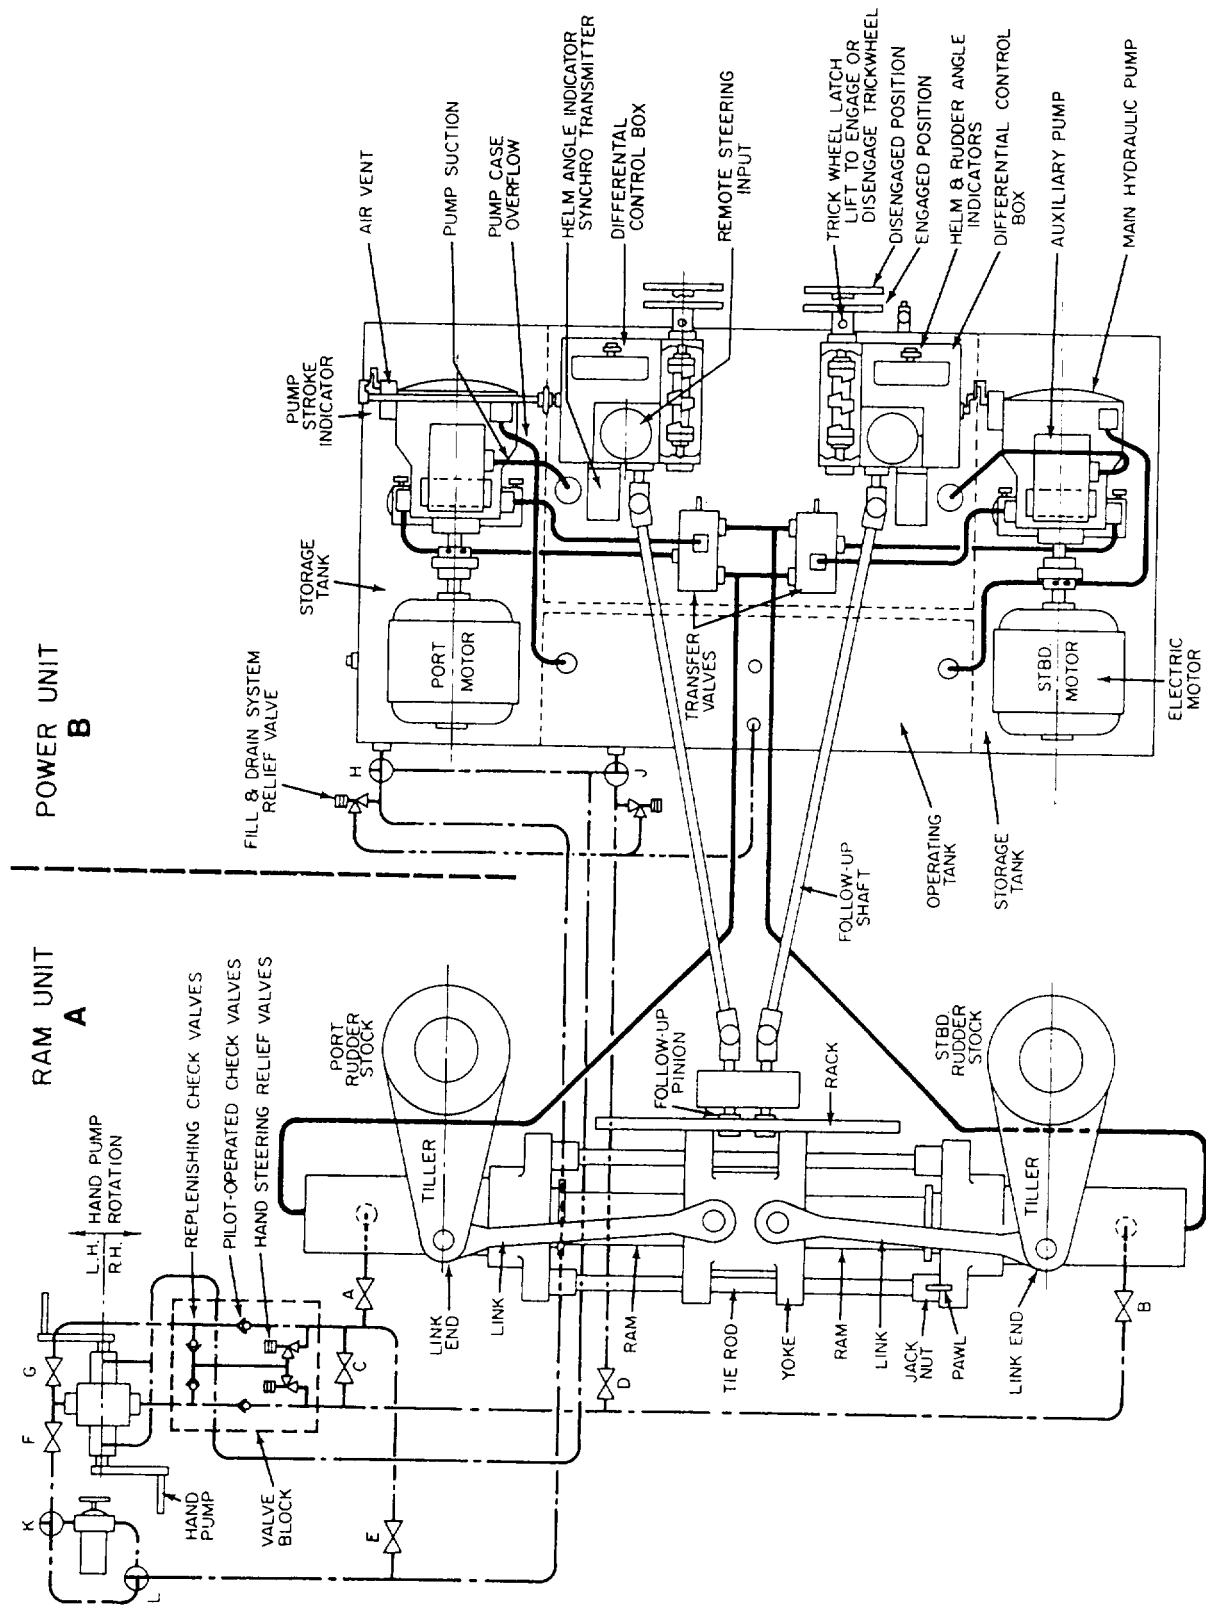 RAM UNIT
A
POWER UNIT
B
L.H. HAND PUMP
R.H. ROTATION
REPLENISHING CHECK VALVES
PILOT-OPERATED CHECK VALVES
HAND STEERING RELIEF VALVES
FILL & DRAIN SYSTEM
RELIEF VALVE
STORAGE
TANK
PUMP
STROKE
INDICATOR
AIR VENT
PUMP SUCTION
PUMP CASE
OVERFLOW
HELM ANGLE INDICATOR
SYNCHRO TRANSMITTER
DIFFERENTAL
CONTROL BOX
REMOTE STEERING
INPUT
TRICK WHEEL LATCH
LIFT TO ENGAGE OR
DISENGAGE TRICKWHEEL
DISENGAGED POSITION
ENGAGED POSITION
HELM & RUDDER ANGLE
INDICATORS
DIFFERENTIAL CONTROL
BOX
AUXILIARY PUMP
MAIN HYDRAULIC PUMP
PORT
MOTOR
TRANSFER
VALVES
STBD.
MOTOR
ELECTRIC
MOTOR
H
J
OPERATING
TANK
STORAGE
TANK
FOLLOW-UP
SHAFT
PORT
RUDDER
STOCK
FOLLOW-UP
PINION
RACK
STBD.
RUDDER
STOCK
TILLER
TILLER
G
F
K
L
HAND
PUMP
VALVE
BLOCK
A
C
E
D
B
LINK
END
LINK
RAM
TIE ROD
YOKE
RAM
LINK
JACK
NUT
PAWL
LINK END